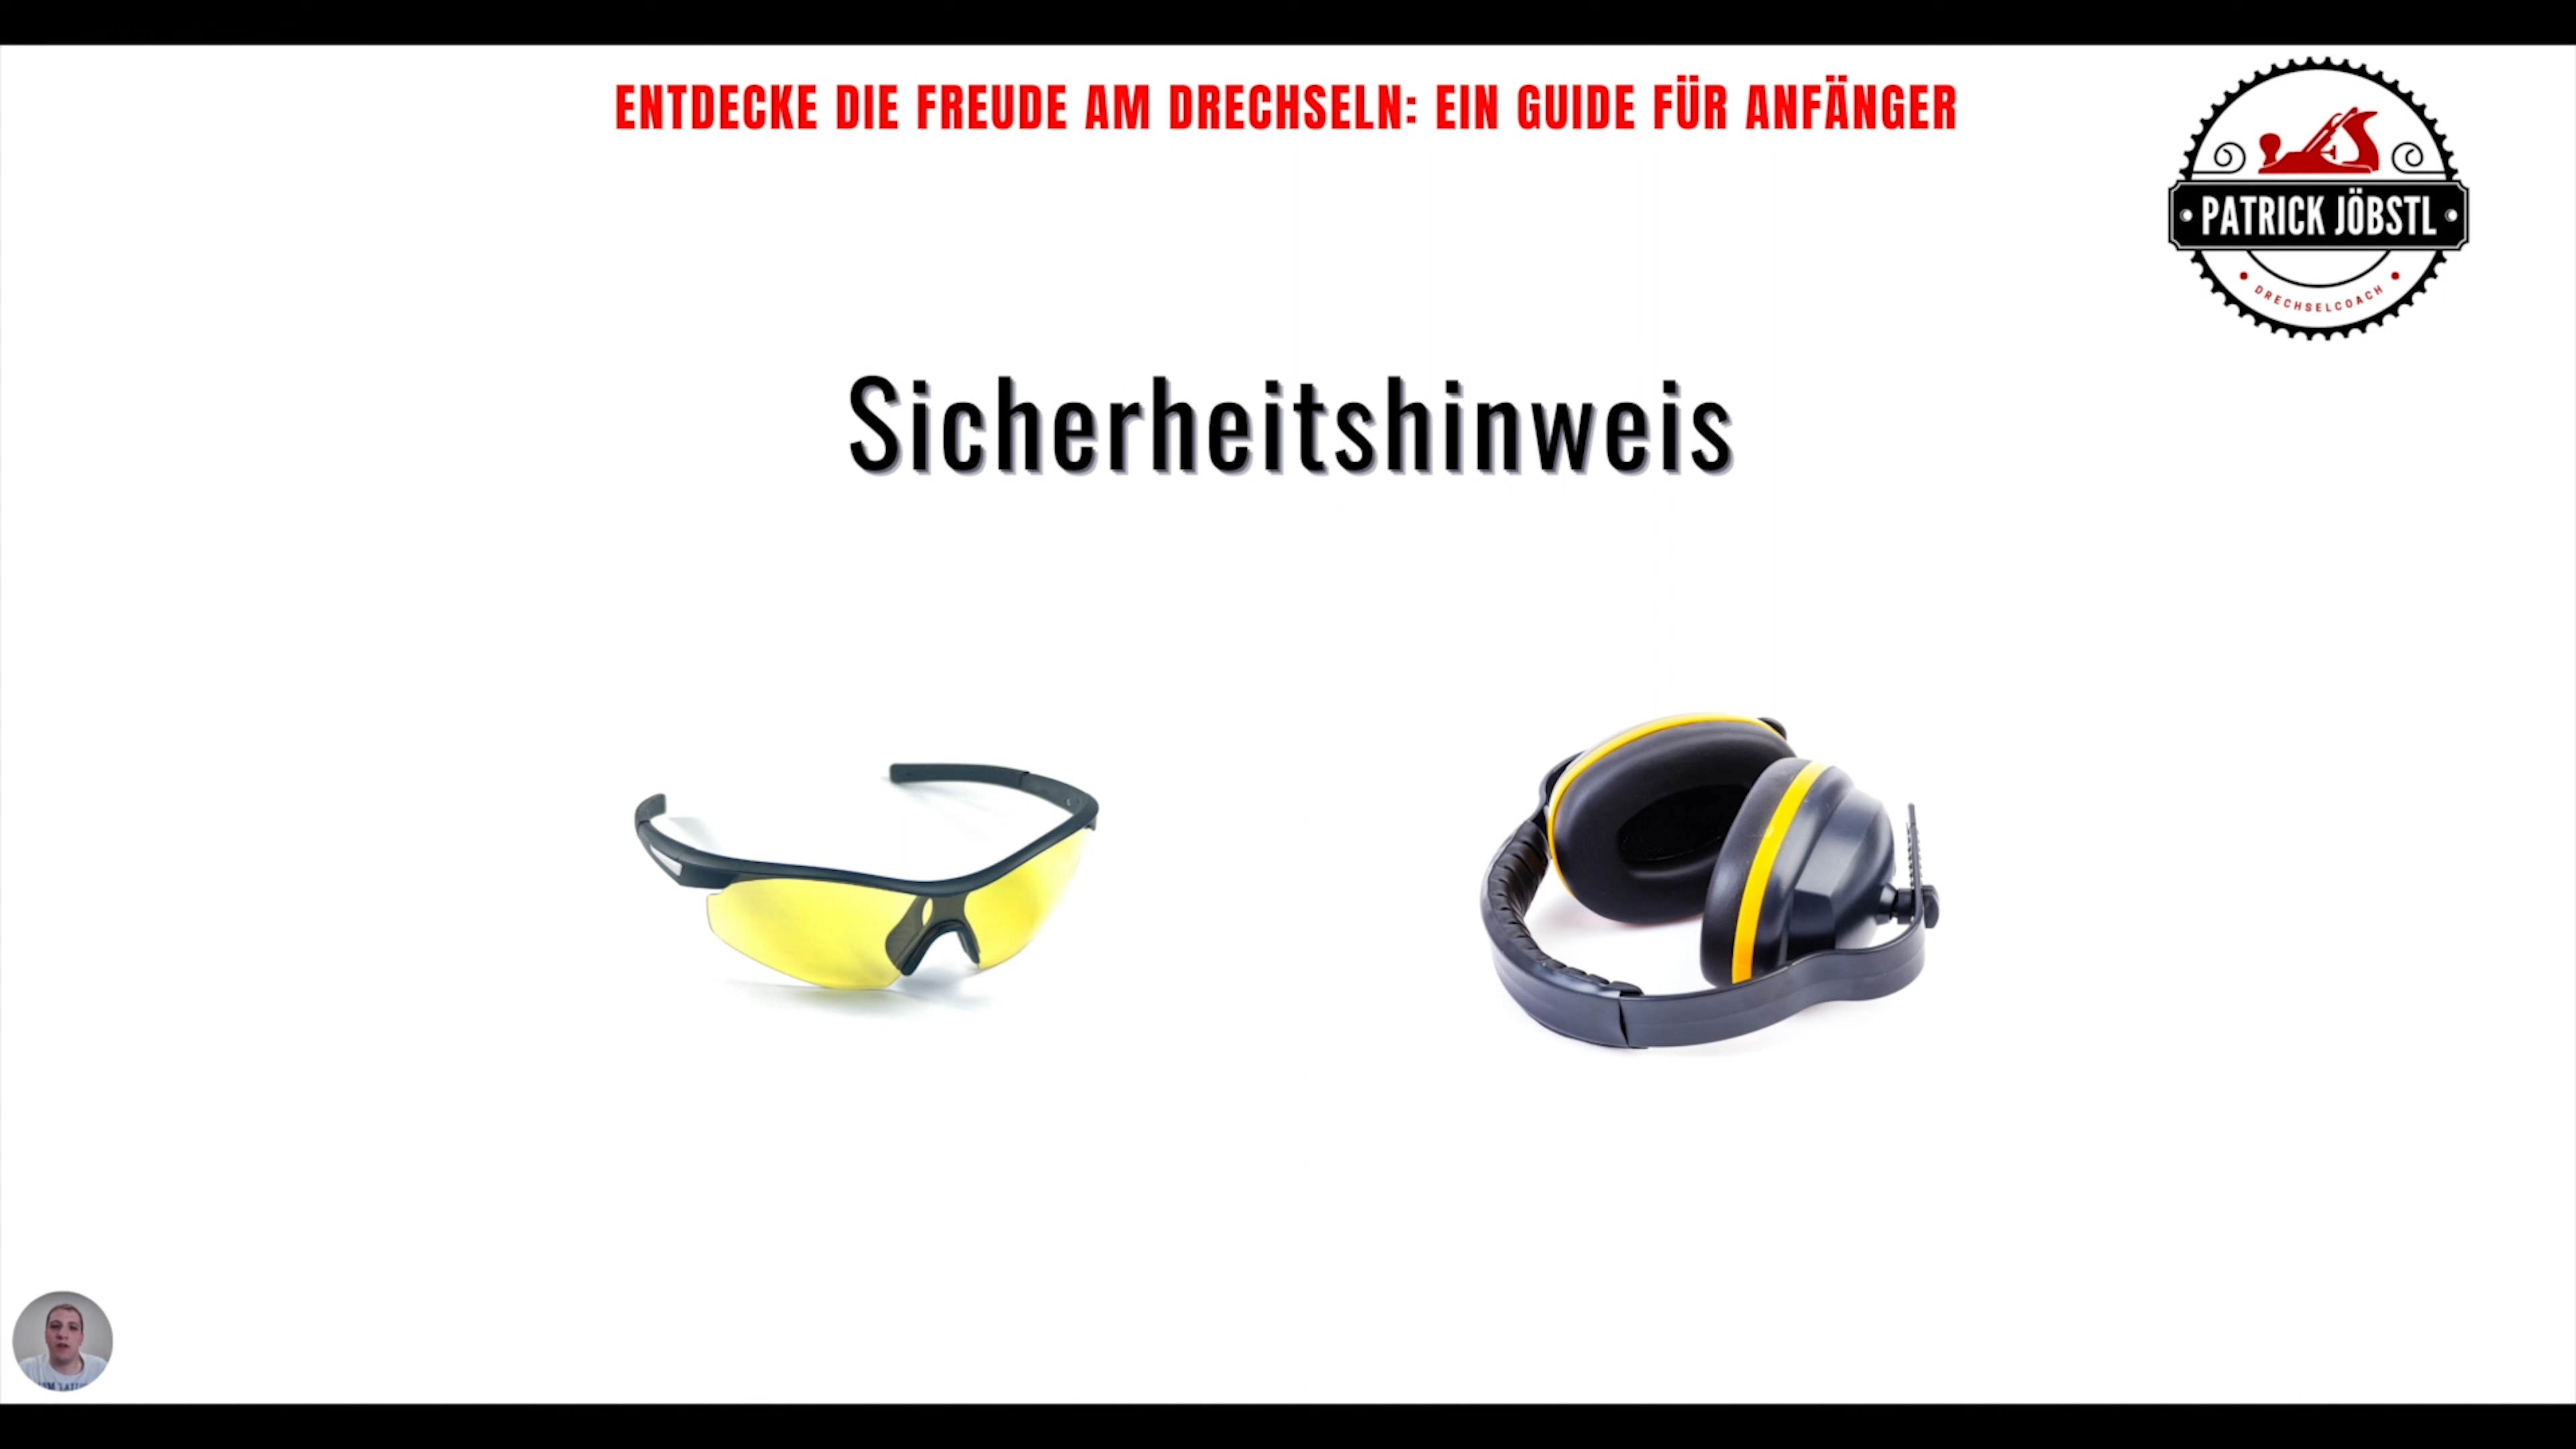 ENTDECKE DIE FREUDE AM DRECHSELN: EIN GUIDE FÜR ANFÄNGER
PATRICK JÖBSTL
DRECHSELCOACH
Sicherheitshinweis